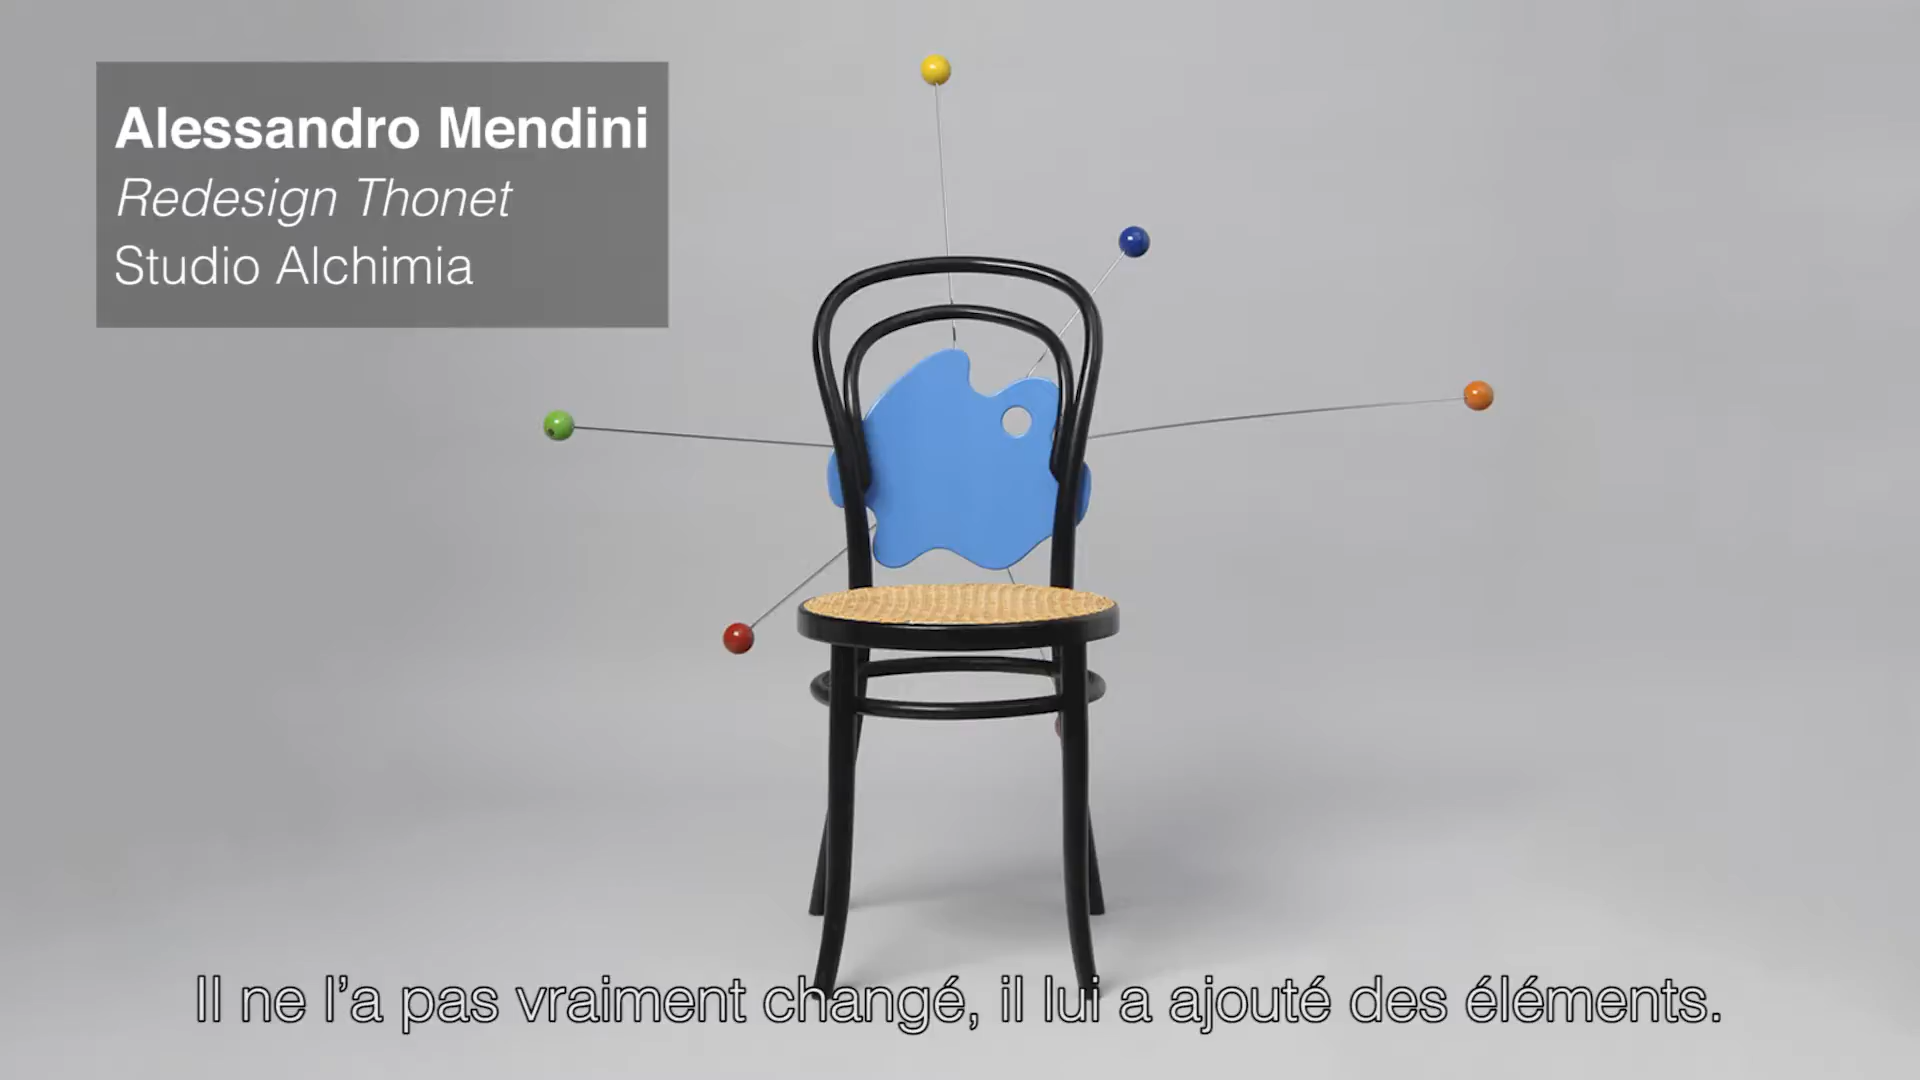 Alessandro Mendini
Redesign Thonet
Studio Alchimia
Il ne l’a pas vraiment changé, il lui a ajouté des éléments.